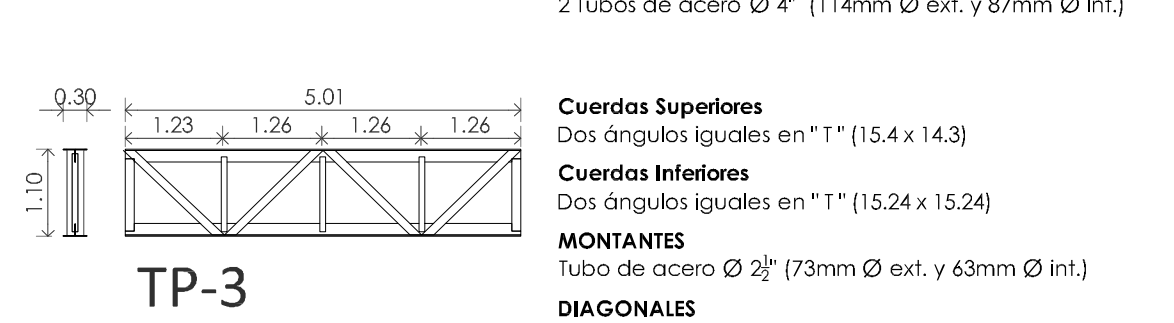 2 Tubos de acero Ø 4" (114mm Ø ext. y 87mm Ø int.)
0.30
5.01
1.23 1.26 1.26 1.26
1.10
TP-3
Cuerdas Superiores
Dos ángulos iguales en "T" (15.4 x 14.3)
Cuerdas Inferiores
Dos ángulos iguales en "T" (15.24 x 15.24)
MONTANTES
Tubo de acero Ø 2½" (73mm Ø ext. y 63mm Ø int.)
DIAGONALES